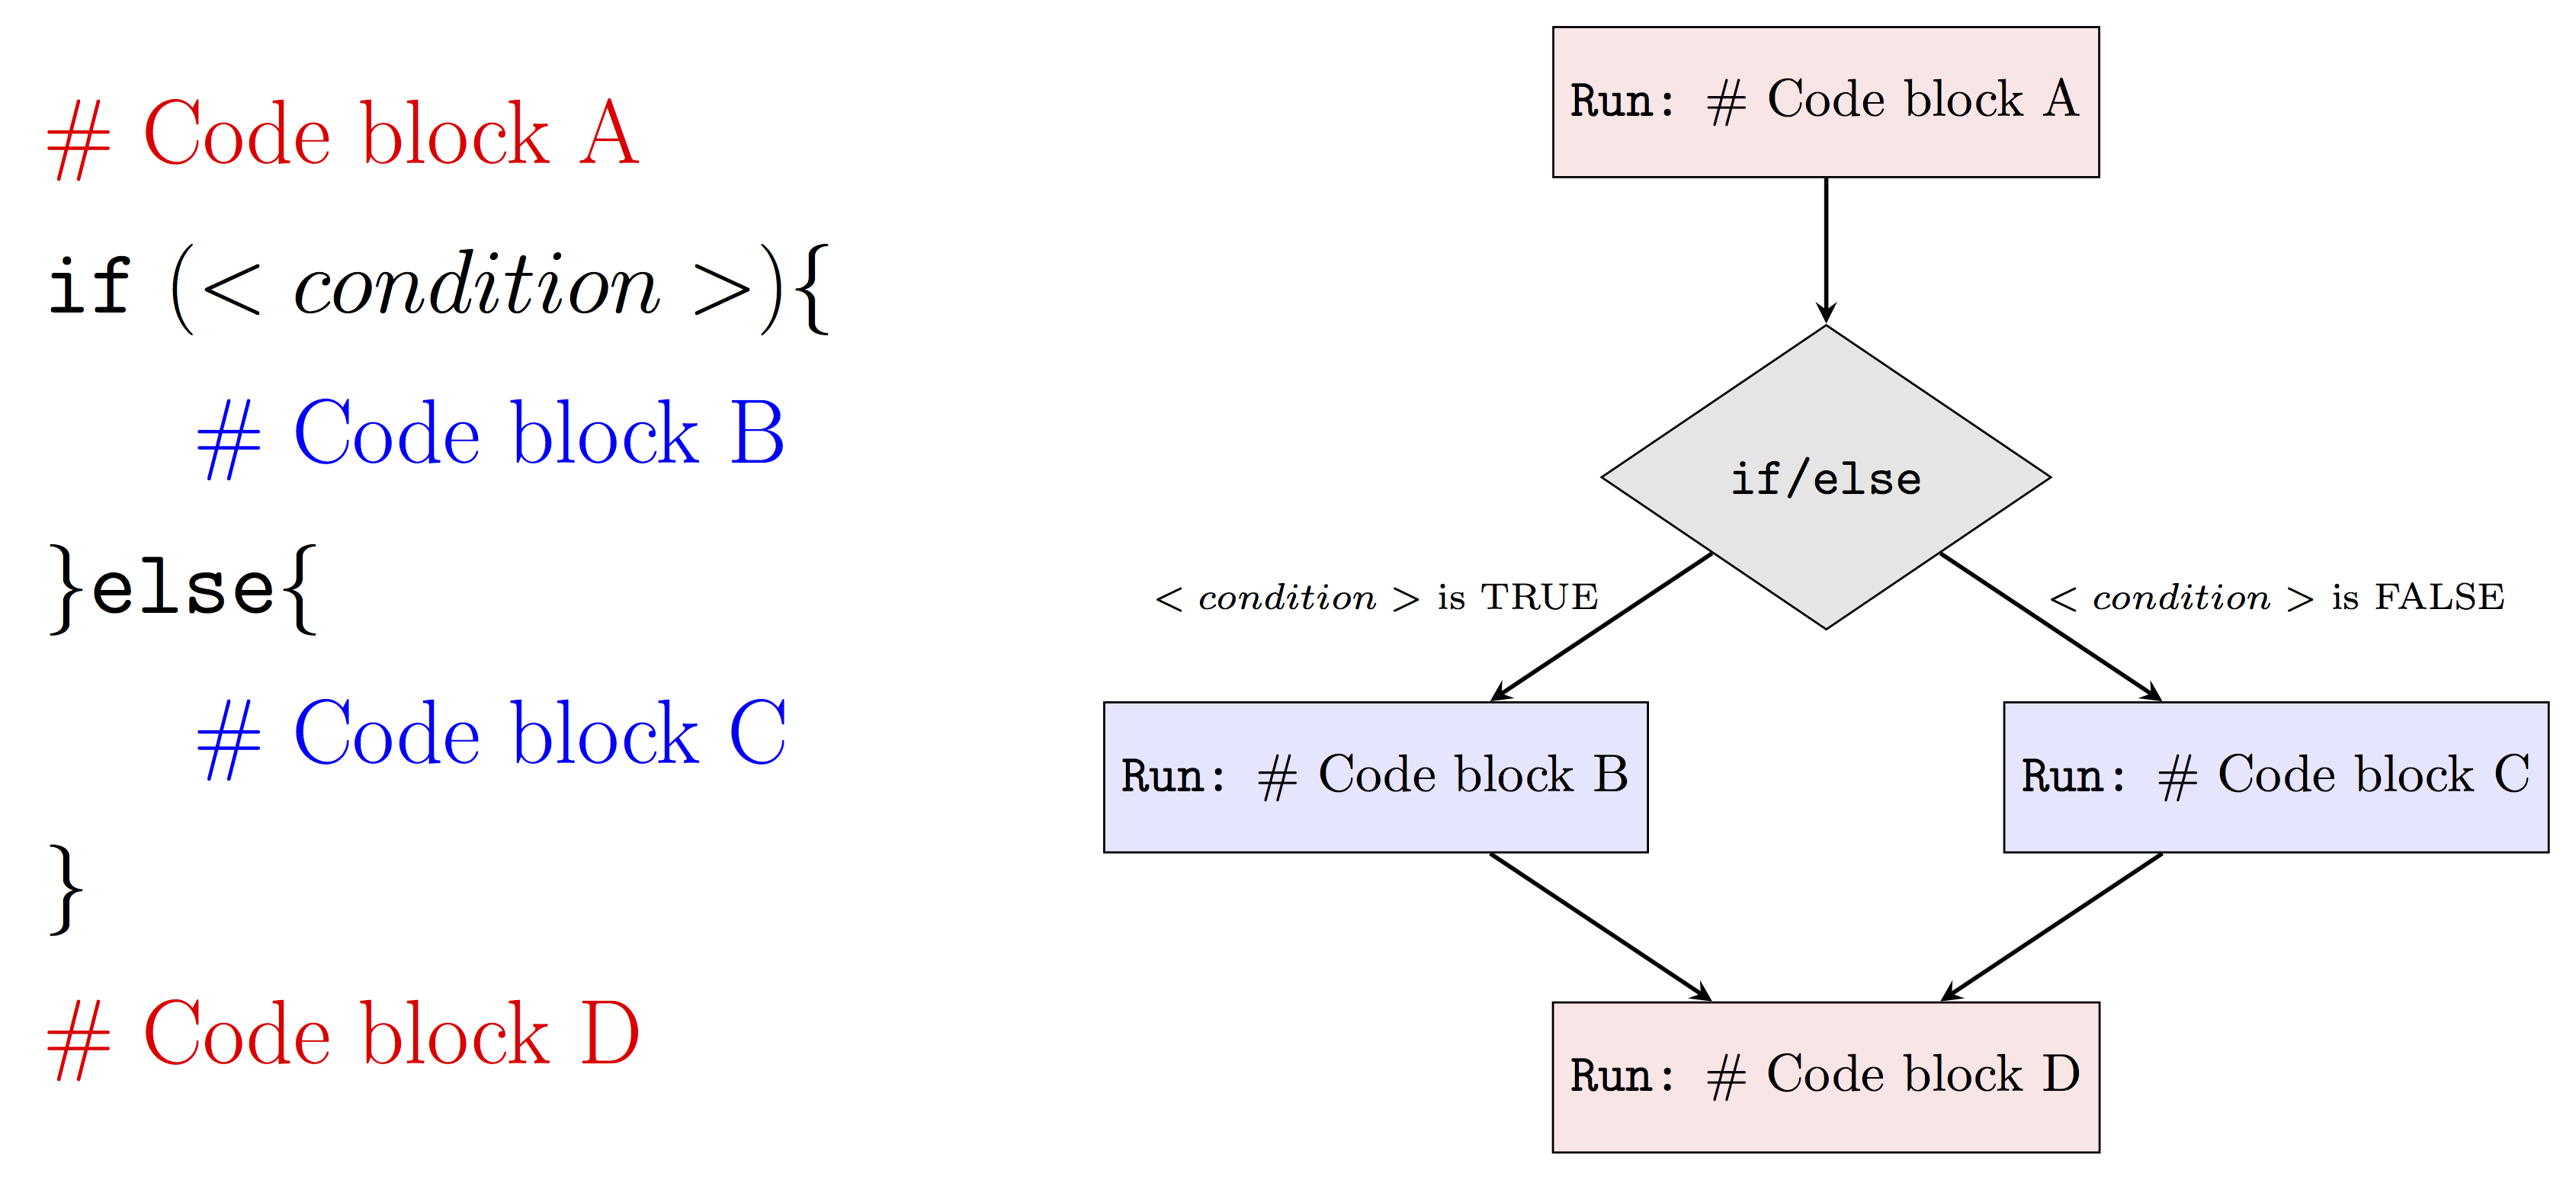 # Code block A
if (< condition >){
# Code block B
}else{
# Code block C
}
# Code block D
Run: # Code block A
if/else
< condition > is TRUE
< condition > is FALSE
Run: # Code block B
Run: # Code block C
Run: # Code block D